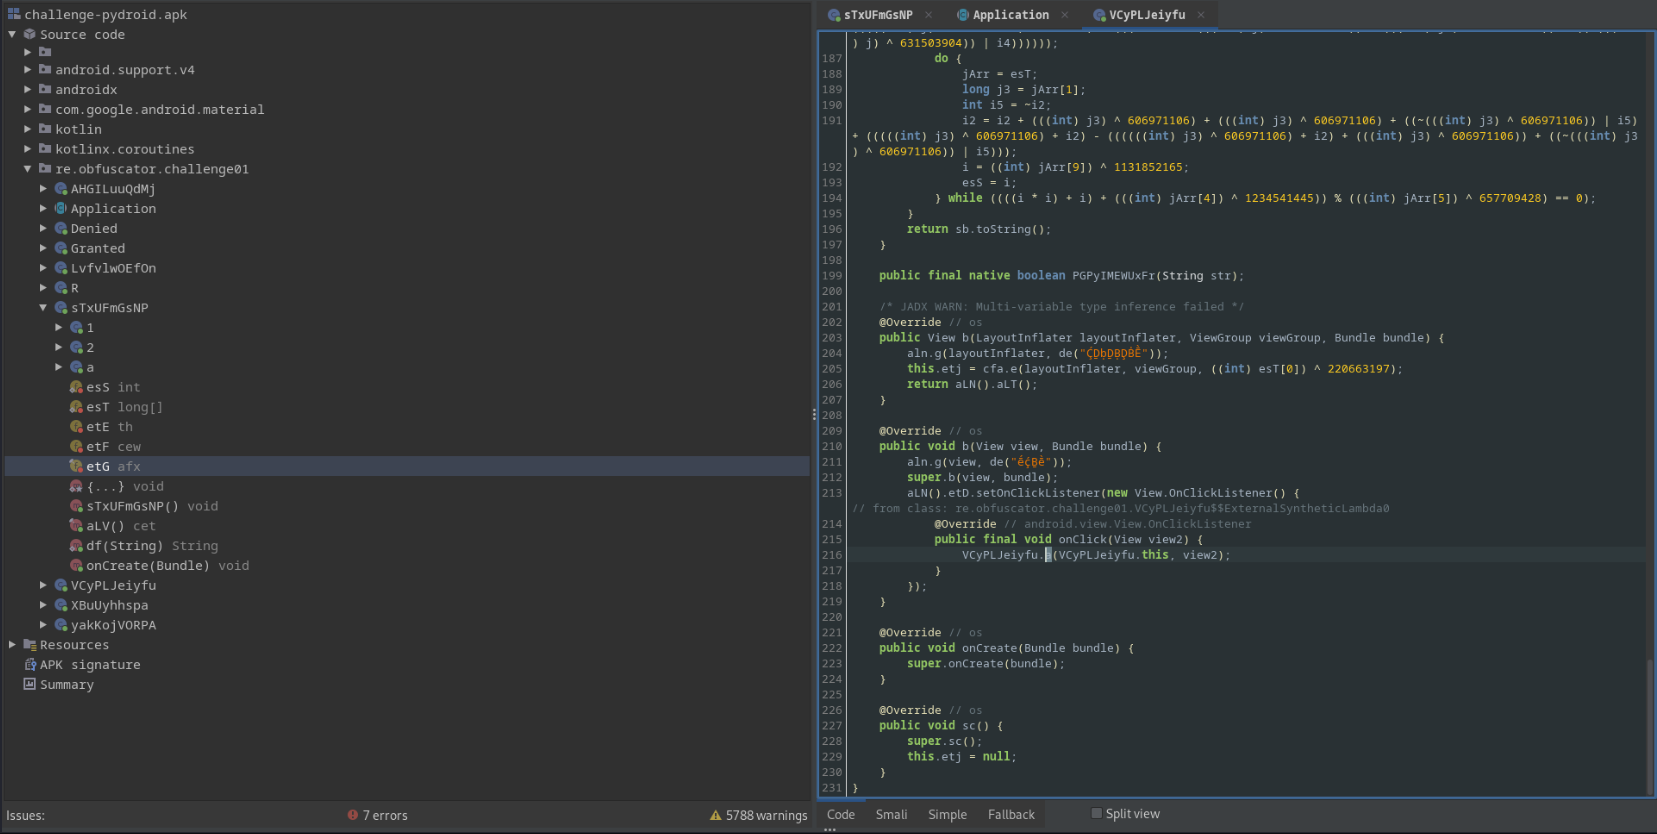 challenge-pydroid.apk
Source code
android.support.v4
androidx
com.google.android.material
kotlin
kotlinx.coroutines
re.obfuscator.challenge01
AHGILuuQdMj
Application
Denied
Granted
LvfvlwOEfOn
R
sTxUFmGsNP
1
2
a
esS int
esT long[]
etE th
etF cew
etG afx
{...} void
sTxUFmGsNP() void
aLV() cet
df(String) String
onCreate(Bundle) void
VCyPLJeiyfu
XBuUyhhspa
yakKojVORPA
Resources
APK signature
Summary
Issues:
7 errors
5788 warnings
sTxUFmGsNP
Application
VCyPLJeiyfu
) j) ^ 631503904)) | i4))))));
187 do {
188 jArr = esT;
189 long j3 = jArr[1];
190 int i5 = ~i2;
191 i2 = i2 + (((int) j3) ^ 606971106) + (((int) j3) ^ 606971106) + ((~(((int) j3) ^ 606971106)) | i5)
+ (((((int) j3) ^ 606971106) + i2) - ((((((int) j3) ^ 606971106) + i2) + (((int) j3) ^ 606971106)) + ((~(((int) j3
) ^ 606971106)) | i5)));
192 i = ((int) jArr[9]) ^ 1131852165;
193 esS = i;
194 } while ((((i * i) + i) + (((int) jArr[4]) ^ 1234541445)) % (((int) jArr[5]) ^ 657709428) == 0);
195 }
196 return sb.toString();
197 }
198
199 public final native boolean PGPyIMEWUxFr(String str);
200
201 /* JADX WARN: Multi-variable type inference failed */
202 @Override // os
203 public View b(LayoutInflater layoutInflater, ViewGroup viewGroup, Bundle bundle) {
204 aln.g(layoutInflater, de("
"));
205 this.etj = cfa.e(layoutInflater, viewGroup, ((int) esT[0]) ^ 220663197);
206 return aLN().aLT();
207 }
208
209 @Override // os
210 public void b(View view, Bundle bundle) {
211 aln.g(view, de("
"));
212 super.b(view, bundle);
213 aLN().etD.setOnClickListener(new View.OnClickListener() {
// from class: re.obfuscator.challenge01.VCyPLJeiyfu$$ExternalSyntheticLambda0
214 @Override // android.view.View.OnClickListener
215 public final void onClick(View view2) {
216 VCyPLJeiyfu.a(VCyPLJeiyfu.this, view2);
217 }
218 });
219 }
220
221 @Override // os
222 public void onCreate(Bundle bundle) {
223 super.onCreate(bundle);
224 }
225
226 @Override // os
227 public void sc() {
228 super.sc();
229 this.etj = null;
230 }
231 }
Code
Smali
Simple
Fallback
Split view